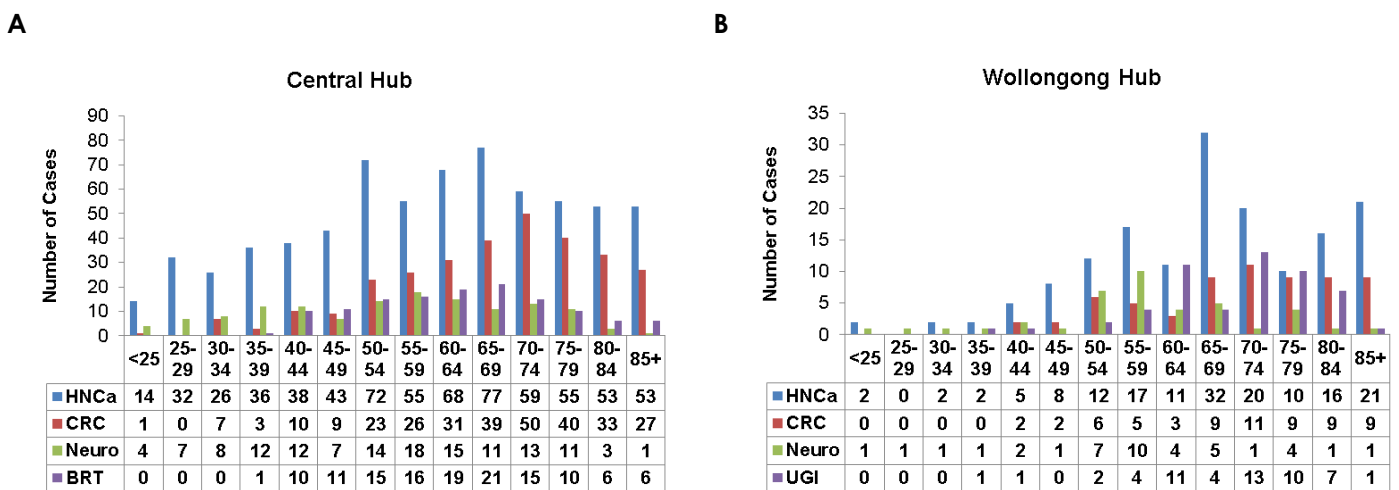 A
B
Central Hub
Wollongong Hub
Number of Cases
90
80
70
60
50
40
30
20
10
0
<25 25-29 30-34 35-39 40-44 45-49 50-54 55-59 60-64 65-69 70-74 75-79 80-84 85+
HNCa 14 32 26 36 38 43 72 55 68 77 59 55 53 53
CRC 1 0 7 3 10 9 23 26 31 39 50 40 33 27
Neuro 4 7 8 12 12 7 14 18 15 11 13 11 3 1
BRT 0 0 0 1 10 11 15 16 19 21 15 10 6 6
Number of Cases
35
30
25
20
15
10
5
0
<25 25-29 30-34 35-39 40-44 45-49 50-54 55-59 60-64 65-69 70-74 75-79 80-84 85+
HNCa 2 0 2 2 5 8 12 17 11 32 20 10 16 21
CRC 0 0 0 0 2 2 6 5 3 9 11 9 9 9
Neuro 1 1 1 1 2 1 7 10 4 5 1 4 1 1
UGI 0 0 0 1 1 0 2 4 11 4 13 10 7 1